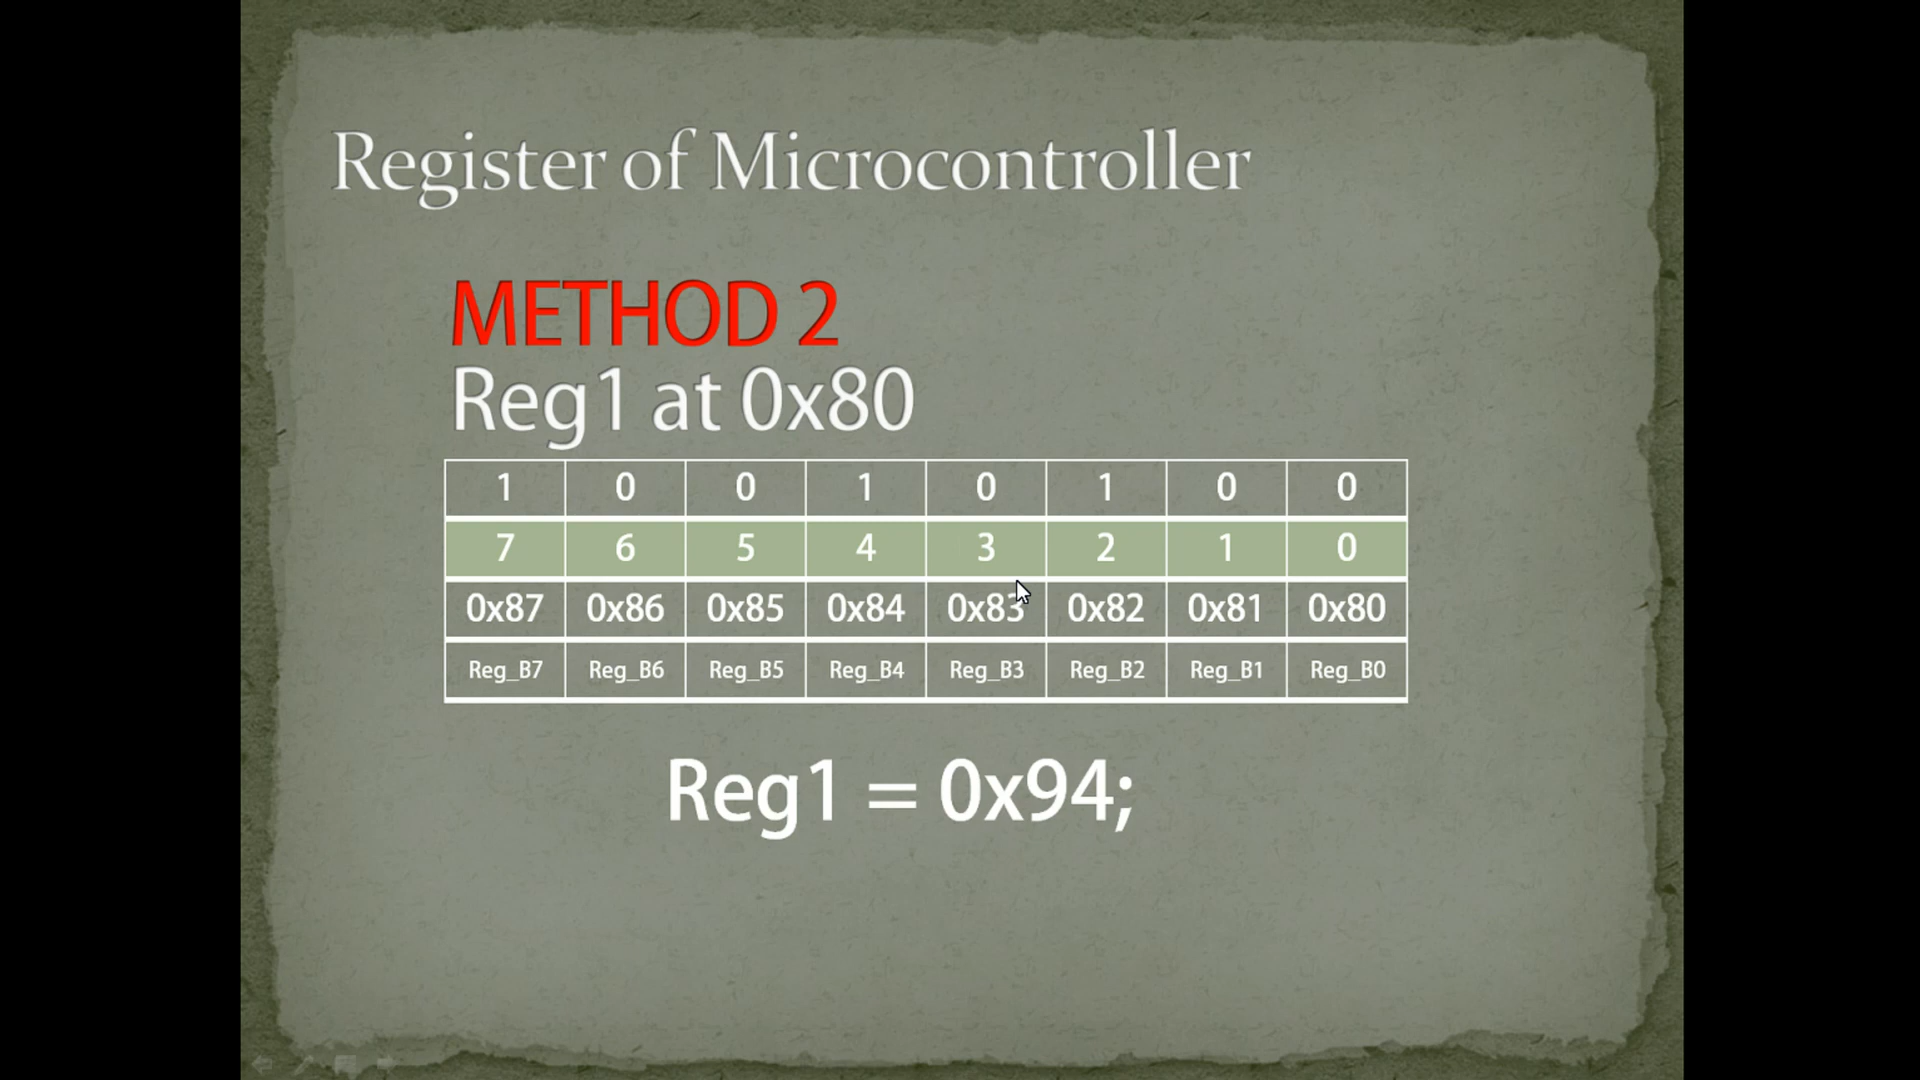 Register of Microcontroller
METHOD 2
Reg1 at 0x80
1 0 0 1 0 1 0 0
7 6 5 4 3 2 1 0
0x87 0x86 0x85 0x84 0x83 0x82 0x81 0x80
Reg_B7 Reg_B6 Reg_B5 Reg_B4 Reg_B3 Reg_B2 Reg_B1 Reg_B0
Reg1 = 0x94;